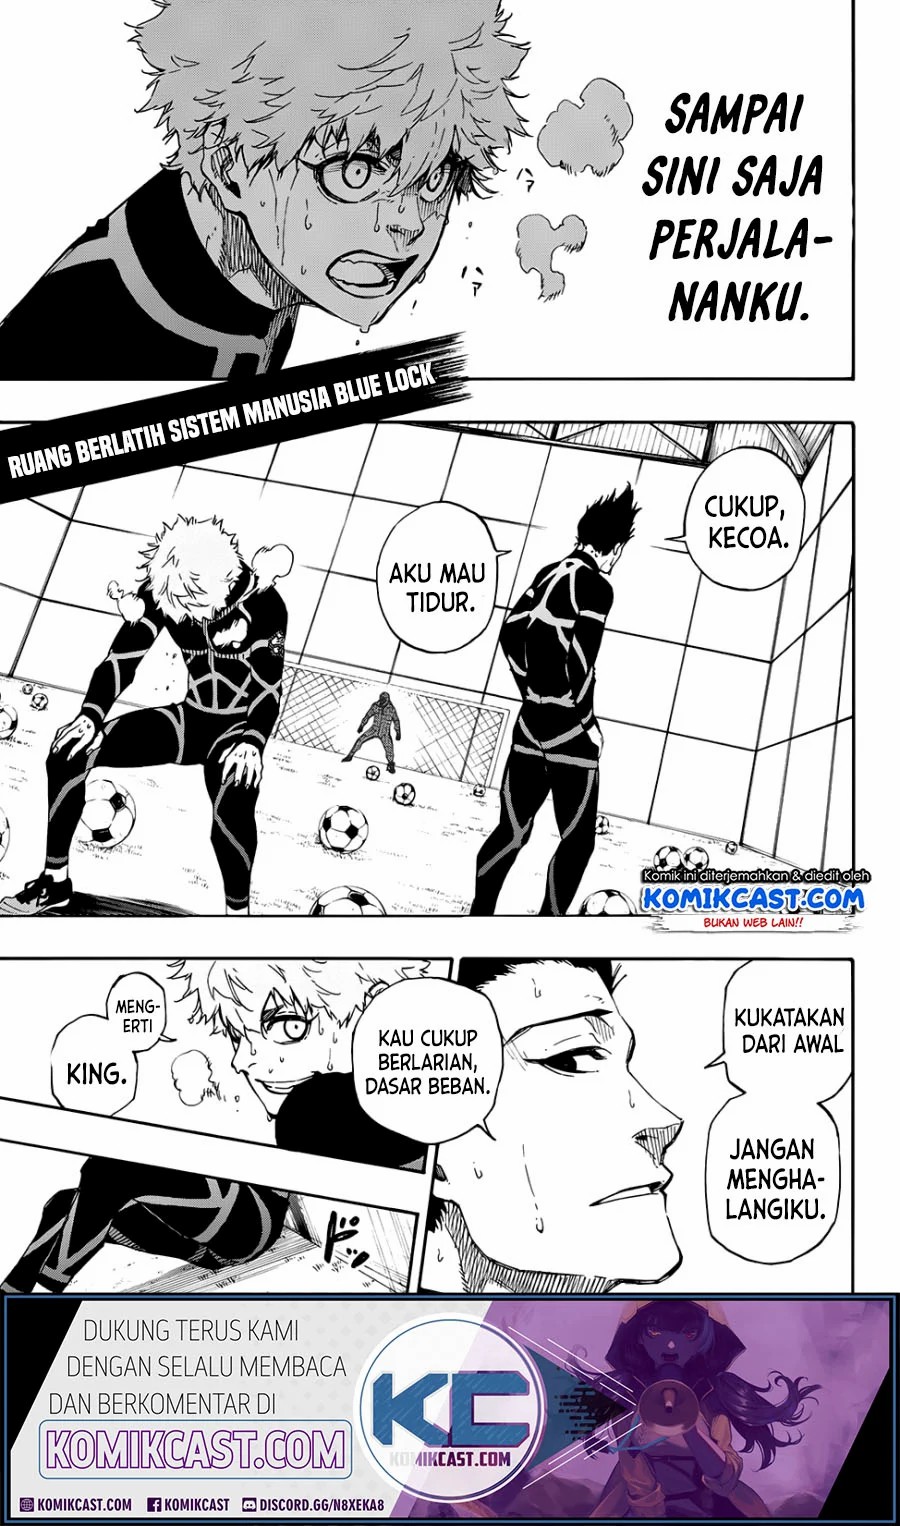 SAMPAI
SINI SAJA
PERJALA-
NANKU.
RUANG BERLATIH SISTEM MANUSIA BLUE LOCK
CUKUP,
KECOA.
AKU MAU
TIDUR.
Komik ini diterjemahkan & diedit oleh
KOMIKCAST.COM
BUKAN WEB LAIN!!
KUKATAKAN
DARI AWAL
JANGAN
MENGHA-
LANGIKU.
KAU CUKUP
BERLARIAN,
DASAR BEBAN.
MENG-
ERTI
KING.
ドドッ
DUKUNG TERUS KAMI
DENGAN SELALU MEMBACA
DAN BERKOMENTAR DI
KOMIKCAST.COM
KC
KOMIKCAST.COM
KOMIKCAST.COM
KOMIKCAST
DISCORD.GG/N8XEKA8